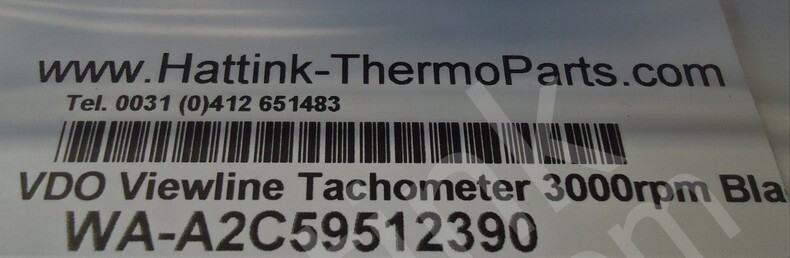 www.Hattink-ThermoParts.com
Tel. 0031 (0)412 651483
VDO Viewline Tachometer 3000rpm Bla
WA-A2C59512390